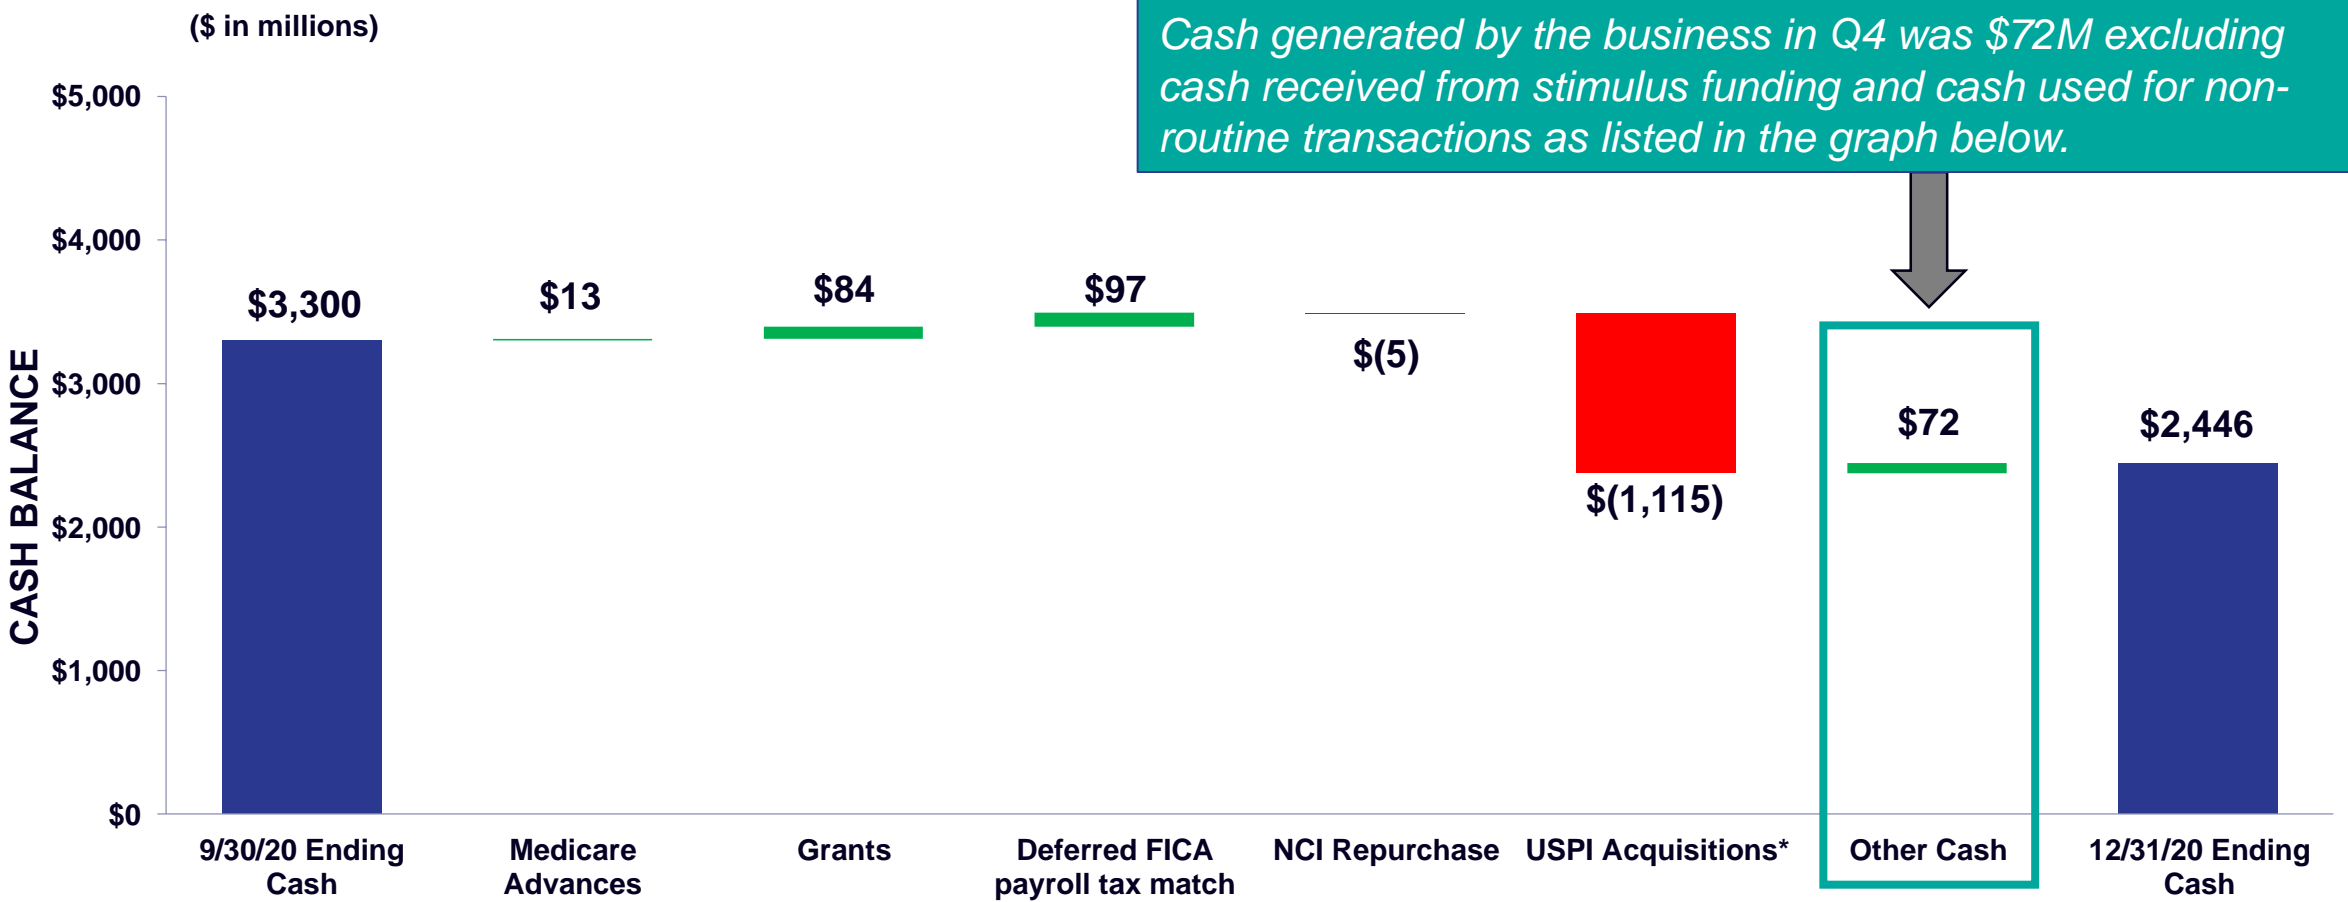 ($ in millions)
Cash generated by the business in Q4 was $72M excluding
cash received from stimulus funding and cash used for non-
routine transactions as listed in the graph below.
CASH BALANCE
$5,000
$4,000
$3,000
$2,000
$1,000
$0
$3,300
$13
$84
$97
$(5)
$(1,115)
$72
$2,446
9/30/20 Ending
Cash
Medicare
Advances
Grants
Deferred FICA
payroll tax match
NCI Repurchase
USPI Acquisitions*
Other Cash
12/31/20 Ending
Cash